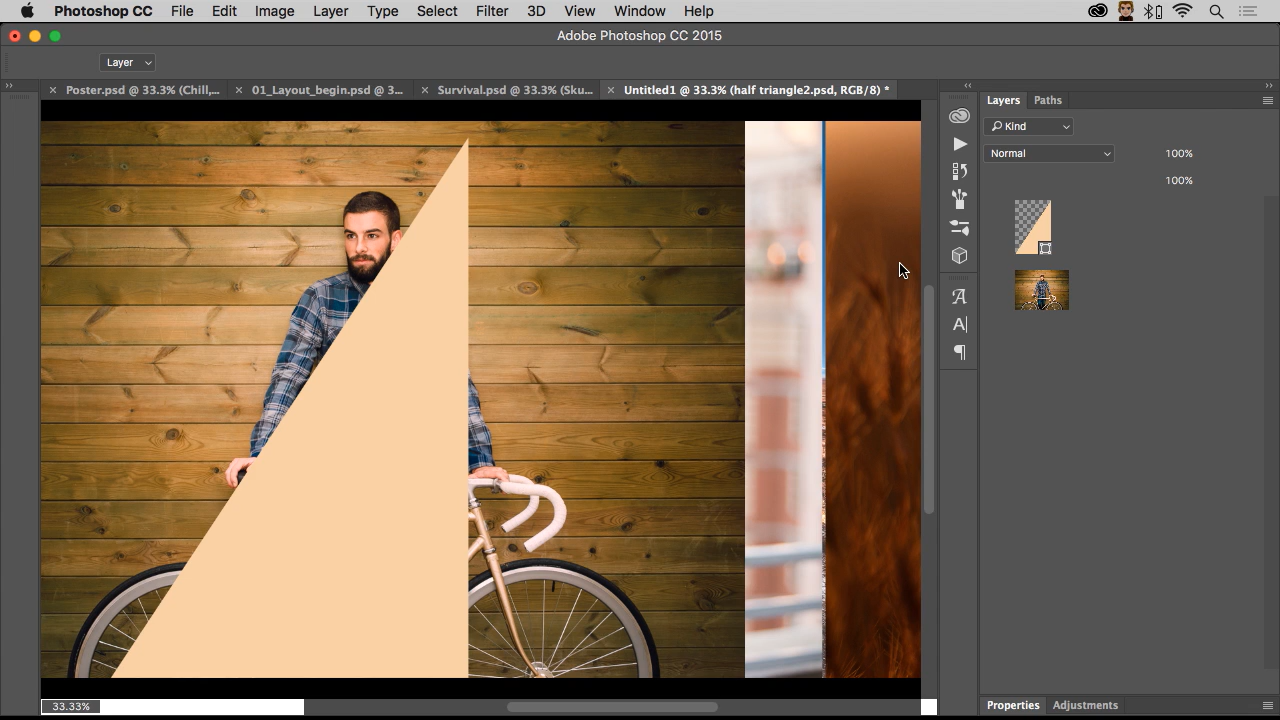 Photoshop CC File Edit Image Layer Type Select Filter 3D View Window Help
Adobe Photoshop CC 2015
Layer
Poster.psd @ 33.3% (Chill,... 01_Layout_begin.psd @ 3... Survival.psd @ 33.3% (Sku... Untitled1 @ 33.3% (half triangle2.psd, RGB/8) *
Layers Paths
Kind
Normal 100%
100%
33.33%
Properties Adjustments